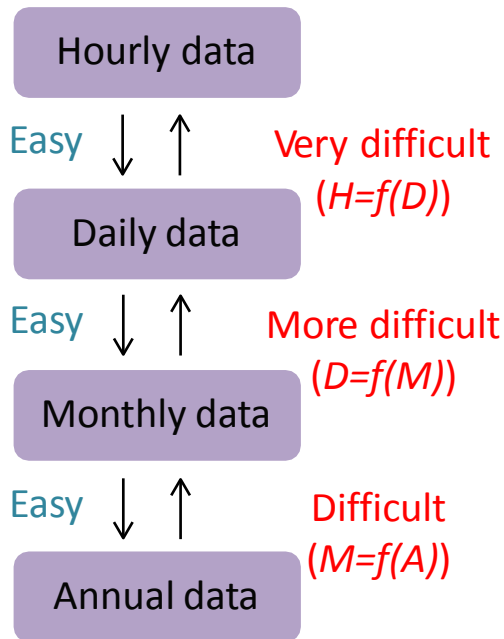 Hourly data
Easy
Very difficult
(H=f(D))
Daily data
Easy
More difficult
(D=f(M))
Monthly data
Easy
Difficult
(M=f(A))
Annual data